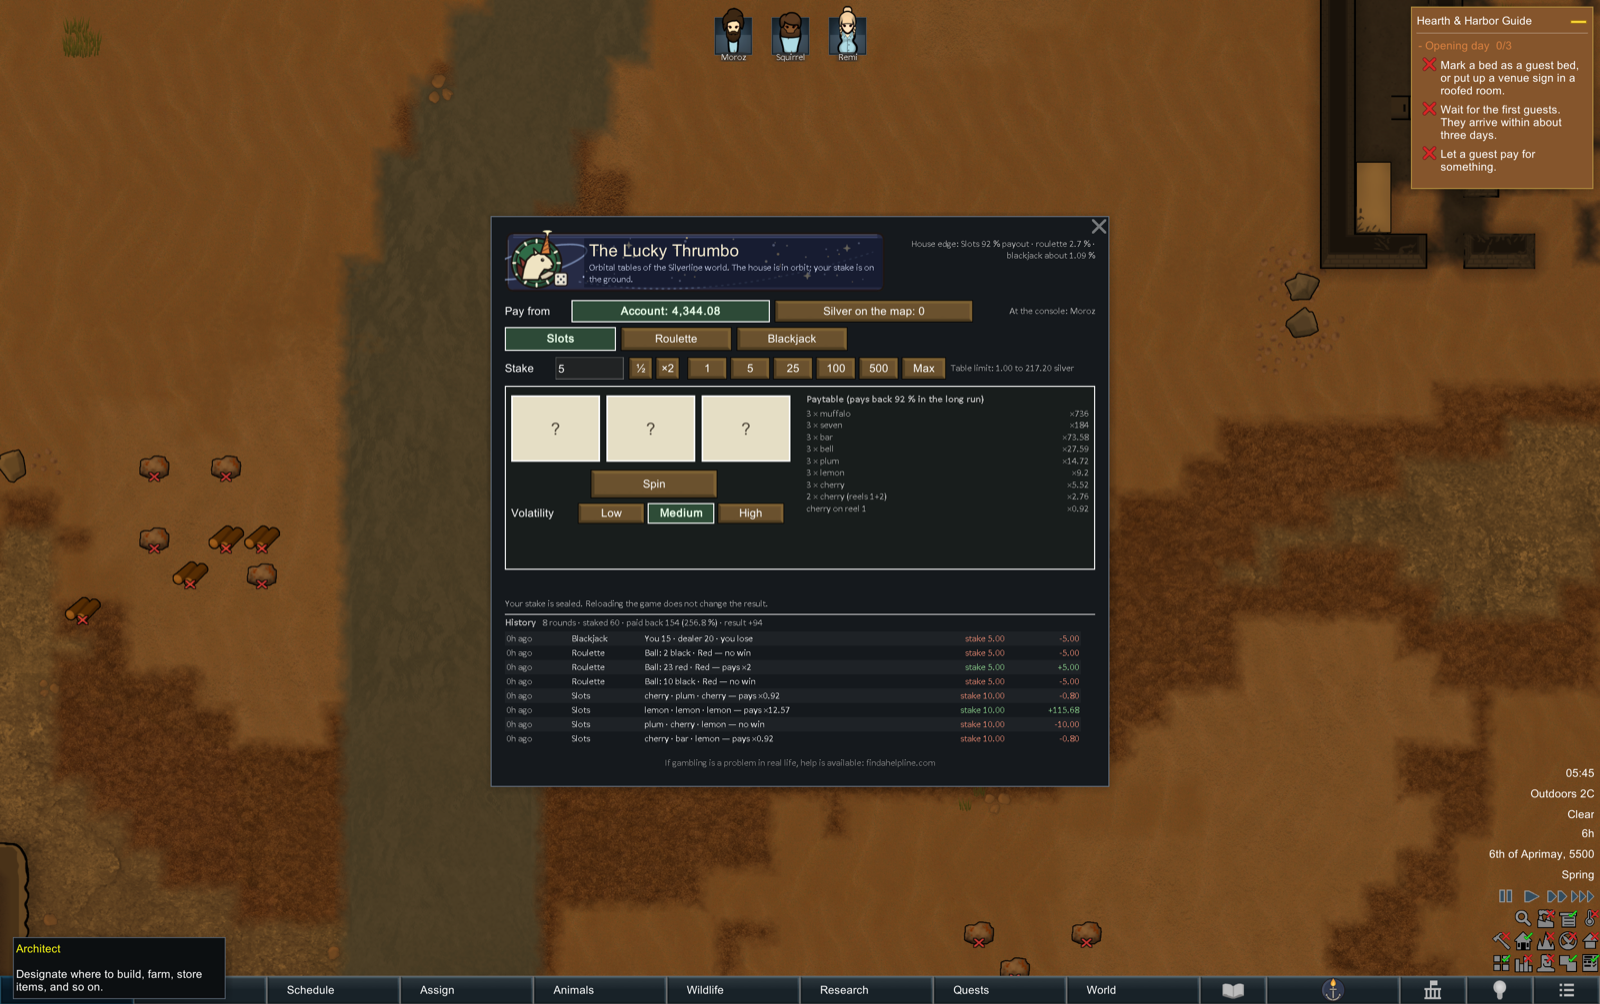 Moroz
Squirrel
Remi
Hearth & Harbor Guide
- Opening day 0/3
Mark a bed as a guest bed,
or put up a venue sign in a
roofed room.
Wait for the first guests.
They arrive within about
three days.
Let a guest pay for
something.
The Lucky Thrumbo
Orbital tables of the Silverline world. The house is in orbit; your stake is on
the ground.
House edge: Slots 92 % payout · roulette 2.7 % ·
blackjack about 1.09 %
Pay from
Account: 4,344.08
Silver on the map: 0
At the console: Moroz
Slots
Roulette
Blackjack
Stake
5
½
×2
1
5
25
100
500
Max
Table limit: 1.00 to 217.20 silver
?
?
?
Spin
Volatility
Low
Medium
High
Paytable (pays back 92 % in the long run)
3 × muffalo ×736
3 × seven ×184
3 × bar ×73.58
3 × bell ×27.59
3 × plum ×14.72
3 × lemon ×9.2
3 × cherry ×5.52
2 × cherry (reels 1+2) ×2.76
cherry on reel 1 ×0.92
Your stake is sealed. Reloading the game does not change the result.
History 8 rounds · staked 60 · paid back 154 (256.8 %) · result +94
0h ago Blackjack You 15 · dealer 20 · you lose stake 5.00 -5.00
0h ago Roulette Ball: 2 black · Red — no win stake 5.00 -5.00
0h ago Roulette Ball: 23 red · Red — pays ×2 stake 5.00 +5.00
0h ago Roulette Ball: 10 black · Red — no win stake 5.00 -5.00
0h ago Slots cherry · plum · cherry — pays ×0.92 stake 10.00 -0.80
0h ago Slots lemon · lemon · lemon — pays ×12.57 stake 10.00 +115.68
0h ago Slots plum · cherry · lemon — no win stake 10.00 -10.00
0h ago Slots cherry · bar · lemon — pays ×0.92 stake 10.00 -0.80
If gambling is a problem in real life, help is available: findahelpline.com
05:45
Outdoors 2C
Clear
6h
6th of Aprimay, 5500
Spring
Architect
Designate where to build, farm, store
items, and so on.
Schedule
Assign
Animals
Wildlife
Research
Quests
World